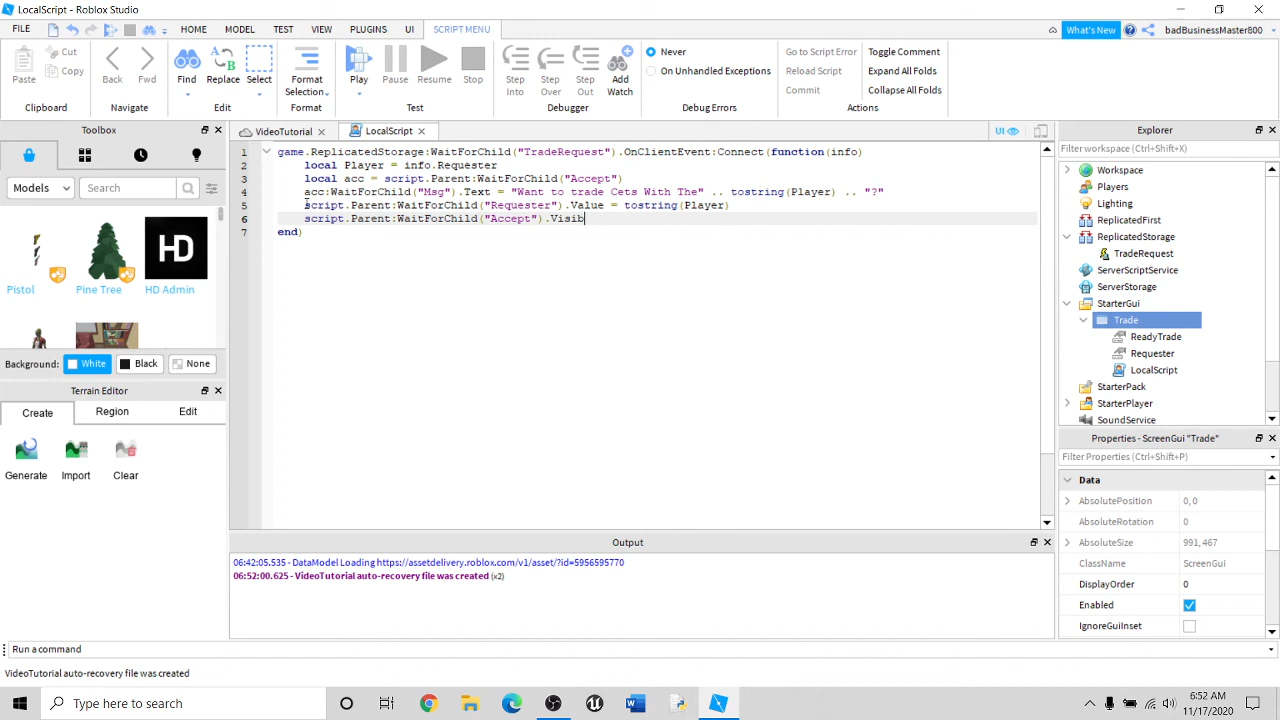 LocalScript - Roblox Studio
FILE HOME MODEL TEST VIEW PLUGINS UI SCRIPT MENU What's New badBusinessMaster800
Paste Cut Copy Back Fwd Find Replace Select Format Selection Play Pause Resume Stop Step Into Step Over Step Out Add Watch Never On Unhandled Exceptions Go to Script Error Reload Script Commit Toggle Comment Expand All Folds Collapse All Folds
Clipboard Navigate Edit Format Test Debugger Debug Errors Actions
Toolbox
Models Search
Pistol Pine Tree HD Admin
HD
Background: White Black None
Terrain Editor
Create Region Edit
Generate Import Clear
VideoTutorial LocalScript UI
1 game.ReplicatedStorage:WaitForChild("TradeRequest").OnClientEvent:Connect(function(info)
2 local Player = info.Requester
3 local acc = script.Parent:WaitForChild("Accept")
4 acc:WaitForChild("Msg").Text = "Want to trade Cets With The" .. tostring(Player) .. "?"
5 script.Parent:WaitForChild("Requester").Value = tostring(Player)
6 script.Parent:WaitForChild("Accept").Visib
7 end)
Output
06:42:05.535 - DataModel Loading https://assetdelivery.roblox.com/v1/asset/?id=5956595770
06:52:00.625 - VideoTutorial auto-recovery file was created (x2)
Explorer
Filter workspace (Ctrl+Shift+X)
Workspace
Players
Lighting
ReplicatedFirst
ReplicatedStorage
TradeRequest
ServerScriptService
ServerStorage
StarterGui
Trade
ReadyTrade
Requester
LocalScript
StarterPack
StarterPlayer
SoundService
Properties - ScreenGui "Trade"
Filter Properties (Ctrl+Shift+P)
Data
AbsolutePosition 0, 0
AbsoluteRotation 0
AbsoluteSize 991, 467
ClassName ScreenGui
DisplayOrder 0
Enabled
IgnoreGuiInset
Run a command
VideoTutorial auto-recovery file was created
Type here to search
6:52 AM
11/17/2020